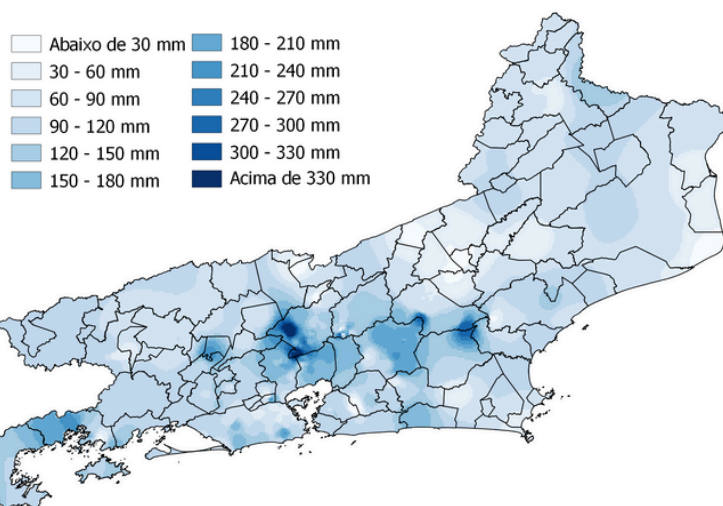 Abaixo de 30 mm
30 - 60 mm
60 - 90 mm
90 - 120 mm
120 - 150 mm
150 - 180 mm
180 - 210 mm
210 - 240 mm
240 - 270 mm
270 - 300 mm
300 - 330 mm
Acima de 330 mm